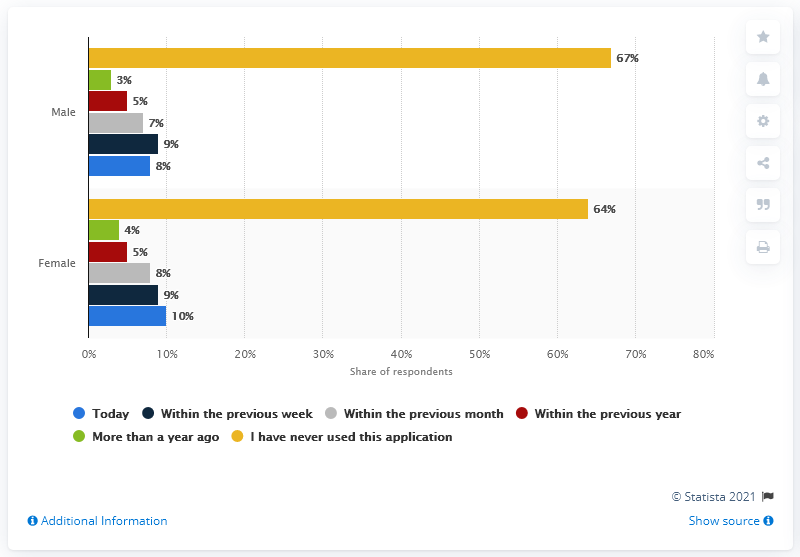 67%
3%
5%
Male
7%
9%
8%
64%
4%
5%
Female
8%
9%
10%
0% 10% 20% 30% 40% 50% 60% 70% 80%
Share of respondents
Today Within the previous week Within the previous month Within the previous year
More than a year ago I have never used this application
© Statista 2021
Additional Information Show source